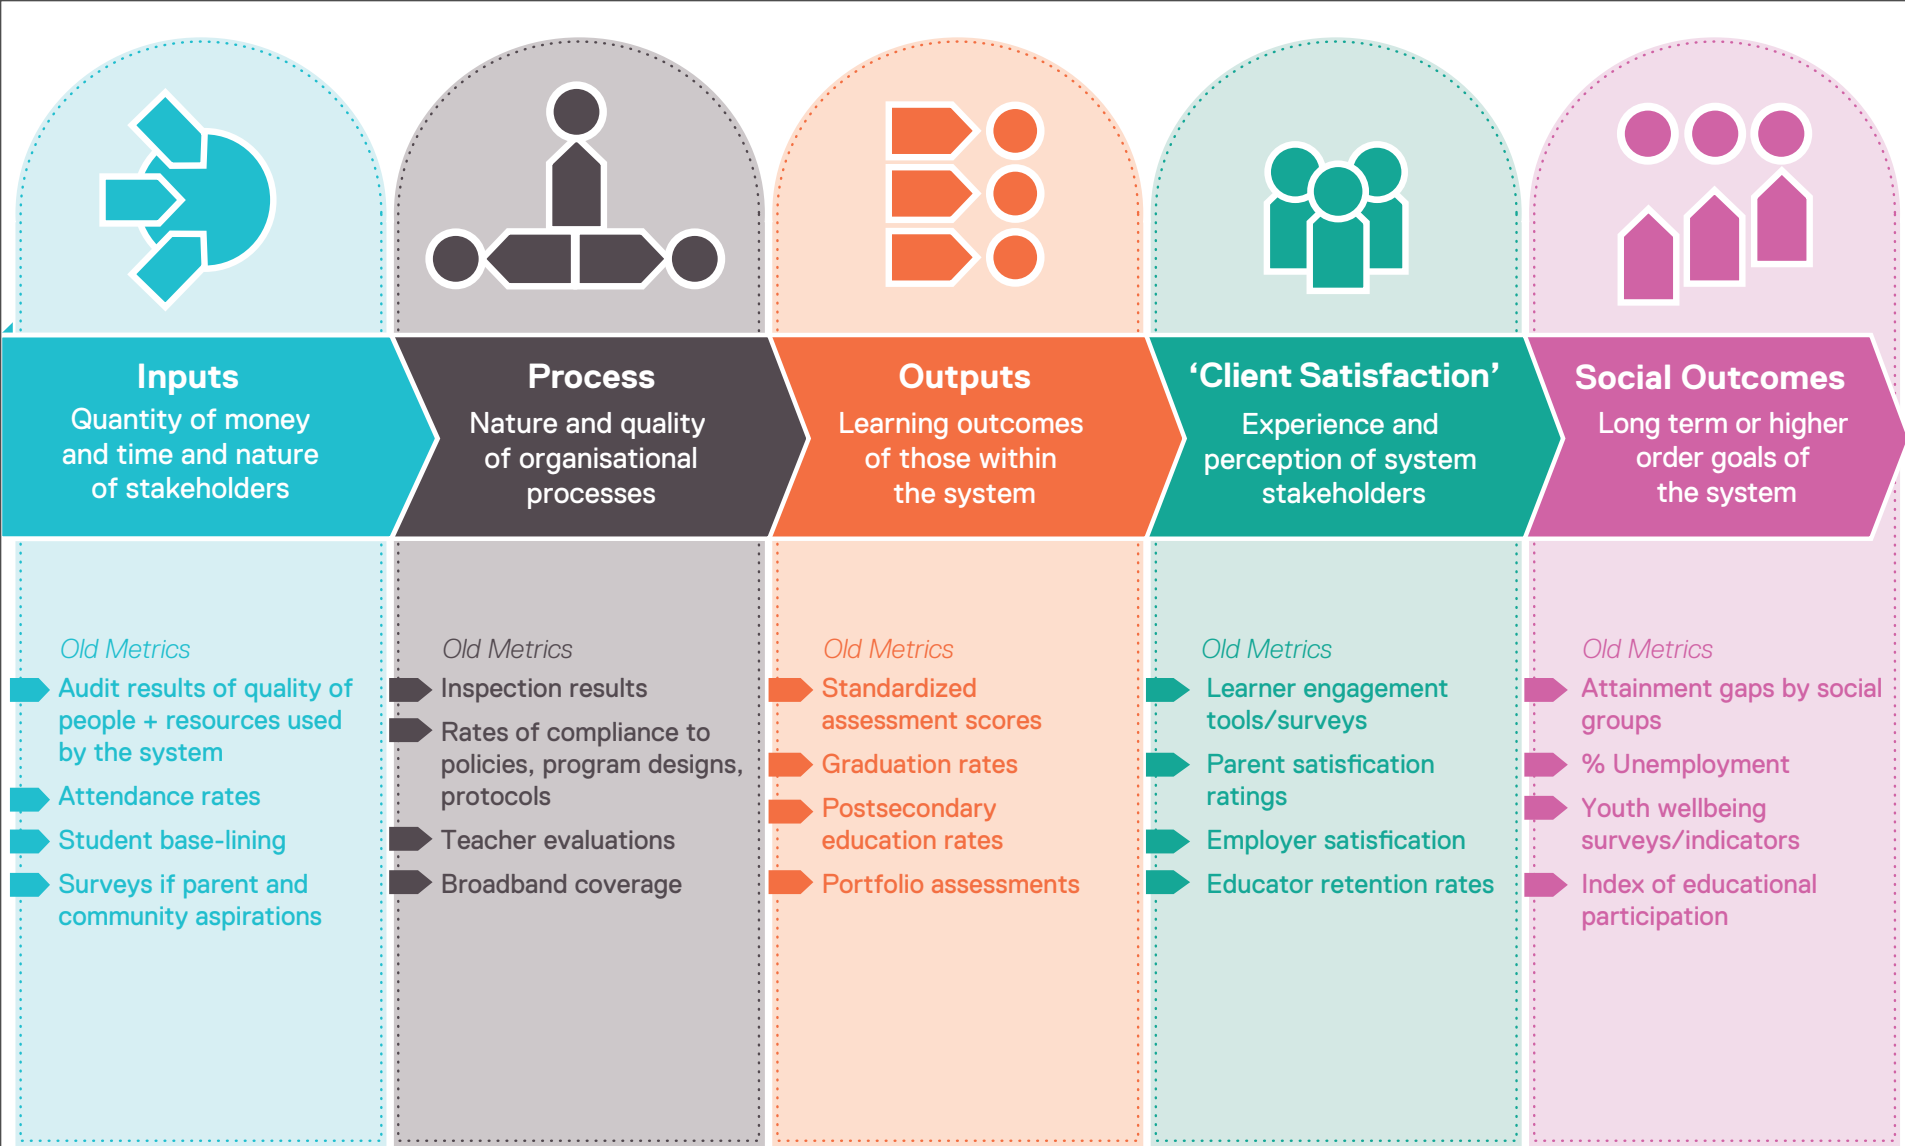 Inputs
Quantity of money
and time and nature
of stakeholders
Process
Nature and quality
of organisational
processes
Outputs
Learning outcomes
of those within
the system
‘Client Satisfaction’
Experience and
perception of system
stakeholders
Social Outcomes
Long term or higher
order goals of
the system
Old Metrics
Audit results of quality of
people + resources used
by the system
Attendance rates
Student base-lining
Surveys if parent and
community aspirations
Old Metrics
Inspection results
Rates of compliance to
policies, program designs,
protocols
Teacher evaluations
Broadband coverage
Old Metrics
Standardized
assessment scores
Graduation rates
Postsecondary
education rates
Portfolio assessments
Old Metrics
Learner engagement
tools/surveys
Parent satisfication
ratings
Employer satisfication
Educator retention rates
Old Metrics
Attainment gaps by social
groups
% Unemployment
Youth wellbeing
surveys/indicators
Index of educational
participation